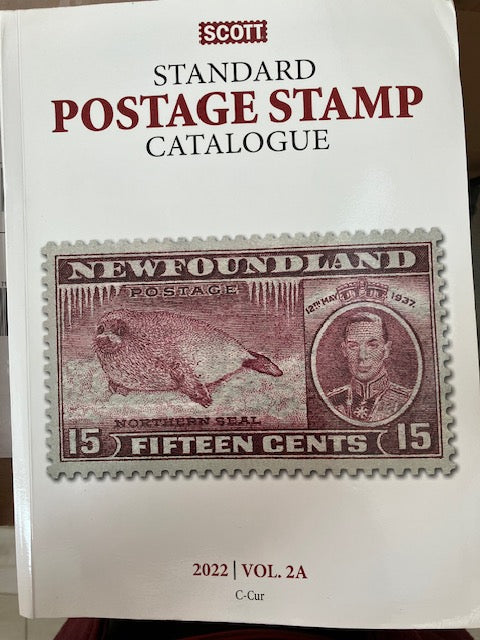 SCOTT
STANDARD
POSTAGE STAMP
CATALOGUE
NEWFOUNDLAND
POSTAGE
12TH MAY 1937.
NORTHERN SEAL
15 FIFTEEN CENTS 15
2022 | VOL. 2A
C-Cur